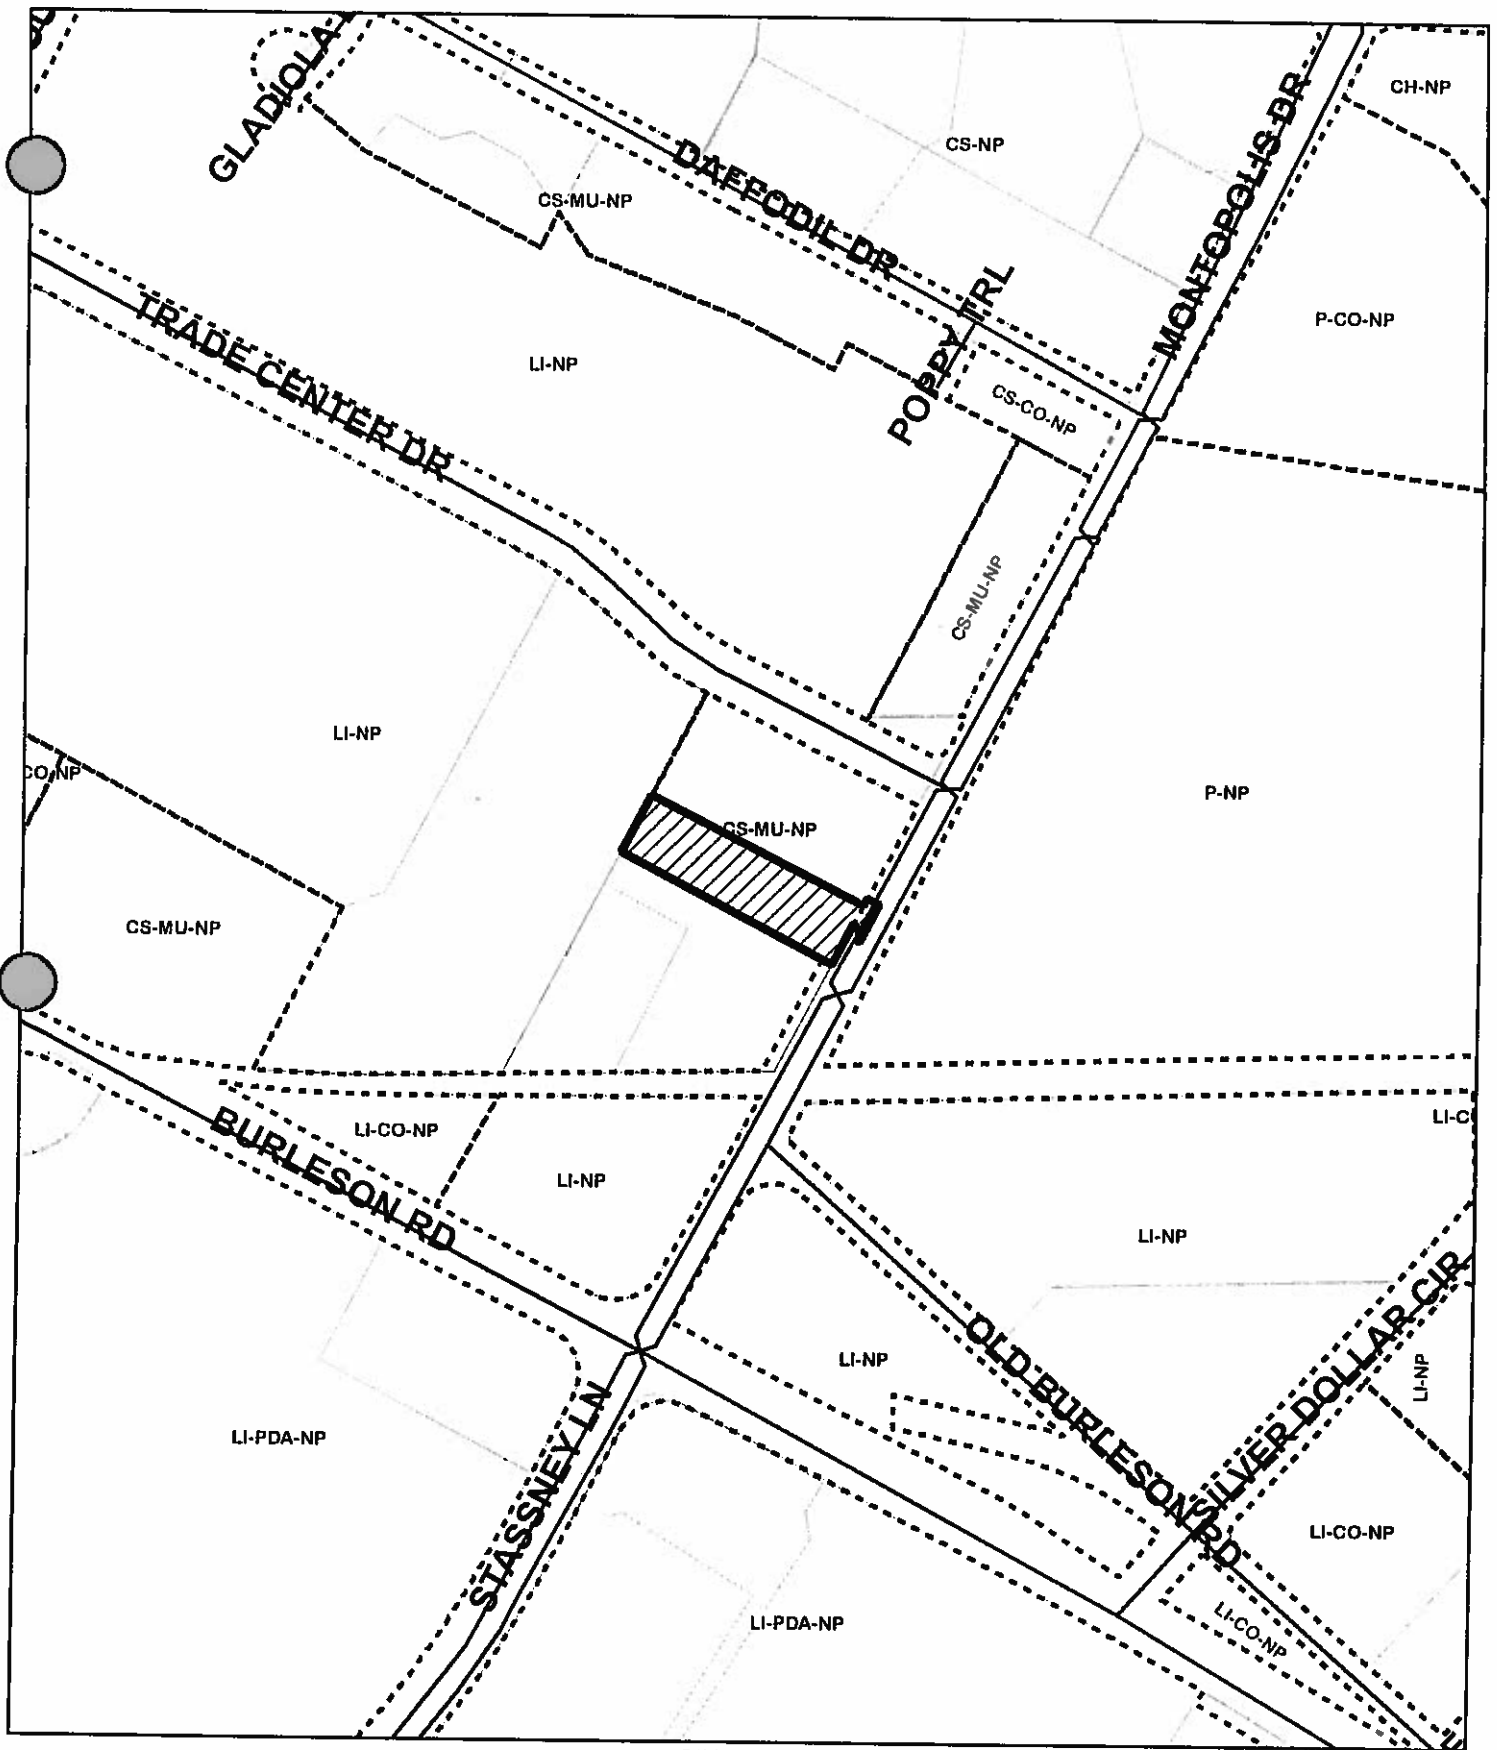 GLADIOLA
CH-NP
CS-NP
DAFFODIL DR
MONTOPOLIS DR
CS-MU-NP
P-CO-NP
TRADE CENTER DR
LI-NP
POPPY TRL
CS-CO-NP
CS-MU-NP
LI-NP
CO-NP
P-NP
CS-MU-NP
CS-MU-NP
LI-C
BURLESON RD
LI-CO-NP
LI-NP
LI-NP
SILVER DOLLAR CIR
OLD BURLESON RD
LI-NP
LI-NP
STASSNEY LN
LI-PDA-NP
LI-CO-NP
LI-PDA-NP
LI-CO-NP